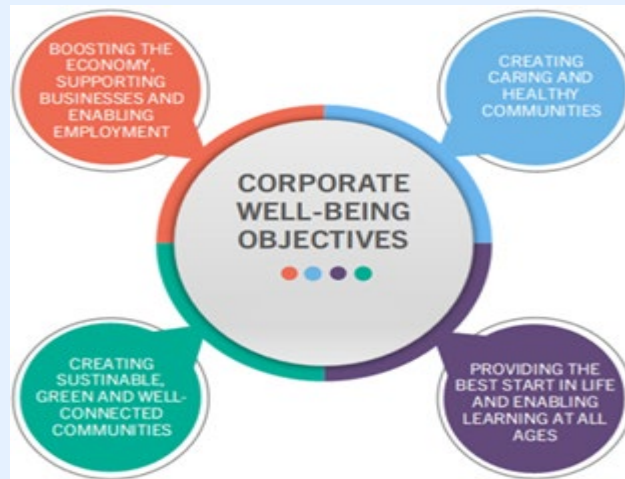 BOOSTING THE
ECONOMY,
SUPPORTING
BUSINESSES AND
ENABLING
EMPLOYMENT
CREATING
CARING AND
HEALTHY
COMMUNITIES
CORPORATE
WELL-BEING
OBJECTIVES
CREATING
SUSTINABLE,
GREEN AND WELL-
CONNECTED
COMMUNITIES
PROVIDING THE
BEST START IN LIFE
AND ENABLING
LEARNING AT ALL
AGES